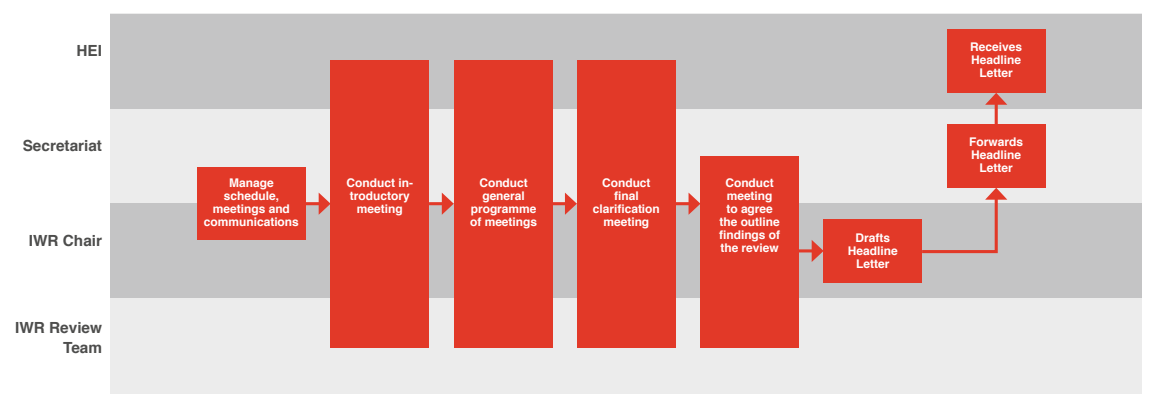 HEI
Secretariat
IWR Chair
IWR Review
Team
Manage
schedule,
meetings and
communications
Conduct in-
troductory
meeting
Conduct
general
programme
of meetings
Conduct
final
clarification
meeting
Conduct
meeting
to agree
the outline
findings of
the review
Drafts
Headline
Letter
Forwards
Headline
Letter
Receives
Headline
Letter